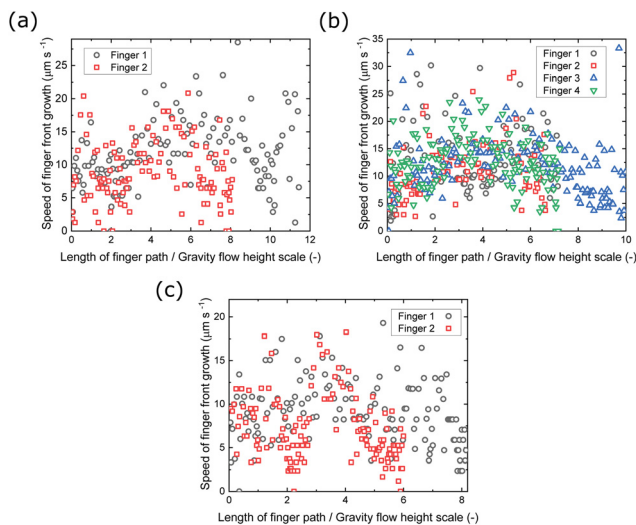 (a)
Speed of finger front growth (µm s⁻¹)
30
25
20
15
10
5
0
Finger 1
Finger 2
0 2 4 6 8 10 12
Length of finger path / Gravity flow height scale (-)
(b)
Speed of finger front growth (µm s⁻¹)
35
30
25
20
15
10
5
0
Finger 1
Finger 2
Finger 3
Finger 4
0 2 4 6 8 10
Length of finger path / Gravity flow height scale (-)
(c)
Speed of finger front growth (µm s⁻¹)
20
15
10
5
0
Finger 1
Finger 2
0 2 4 6 8
Length of finger path / Gravity flow height scale (-)